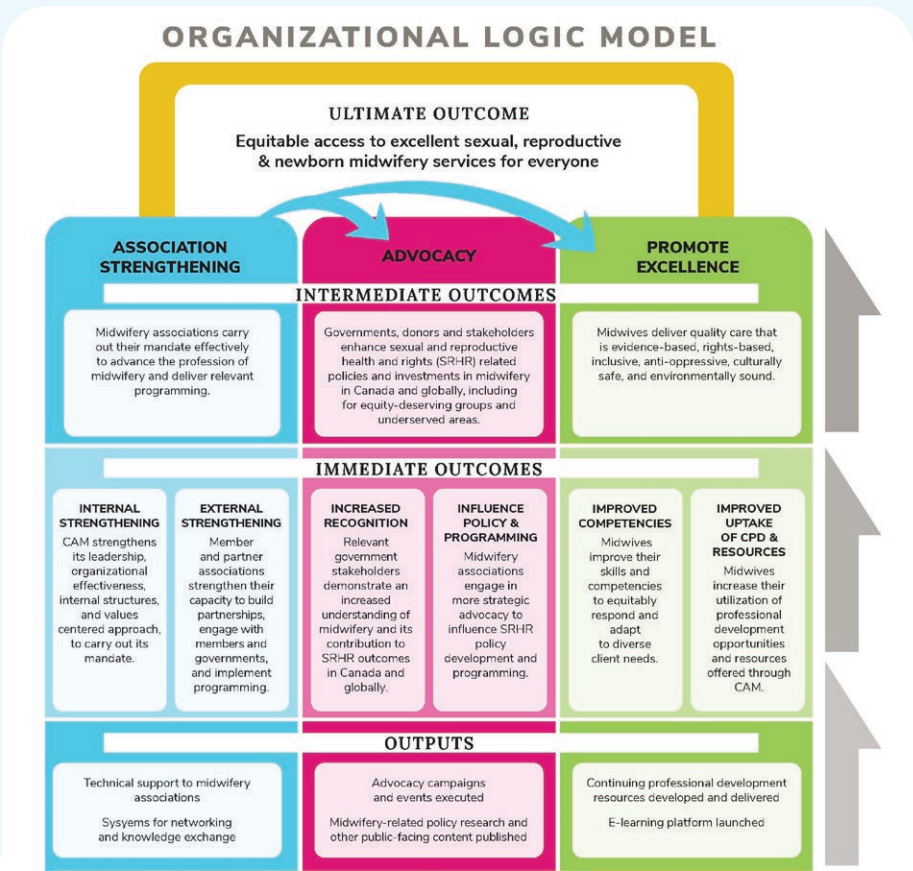 ORGANIZATIONAL LOGIC MODEL
ULTIMATE OUTCOME
Equitable access to excellent sexual, reproductive
& newborn midwifery services for everyone
ASSOCIATION
STRENGTHENING
ADVOCACY
PROMOTE
EXCELLENCE
INTERMEDIATE OUTCOMES
Midwifery associations carry
out their mandate effectively
to advance the profession of
midwifery and deliver relevant
programming.
Governments, donors and stakeholders
enhance sexual and reproductive
health and rights (SRHR) related
policies and investments in midwifery
in Canada and globally, including
for equity-deserving groups and
underserved areas.
Midwives deliver quality care that
is evidence-based, rights-based,
inclusive, anti-oppressive, culturally
safe, and environmentally sound.
IMMEDIATE OUTCOMES
INTERNAL
STRENGTHENING
CAM strengthens
its leadership,
organizational
effectiveness,
internal structures,
and values
centered approach,
to carry out its
mandate.
EXTERNAL
STRENGTHENING
Member
and partner
associations
strengthen their
capacity to build
partnerships,
engage with
members and
governments,
and implement
programming.
INCREASED
RECOGNITION
Relevant
government
stakeholders
demonstrate an
increased
understanding of
midwifery and its
contribution to
SRHR outcomes
in Canada and
globally.
INFLUENCE
POLICY &
PROGRAMMING
Midwifery
associations
engage in
more strategic
advocacy to
influence SRHR
policy
development and
programming.
IMPROVED
COMPETENCIES
Midwives
improve their
skills and
competencies
to equitably
respond and
adapt
to diverse
client needs.
IMPROVED
UPTAKE
OF CPD &
RESOURCES
Midwives
increase their
utilization of
professional
development
opportunities
and resources
offered through
CAM.
OUTPUTS
Technical support to midwifery
associations
Sysyems for networking
and knowledge exchange
Advocacy campaigns
and events executed
Midwifery-related policy research and
other public-facing content published
Continuing professional development
resources developed and delivered
E-learning platform launched